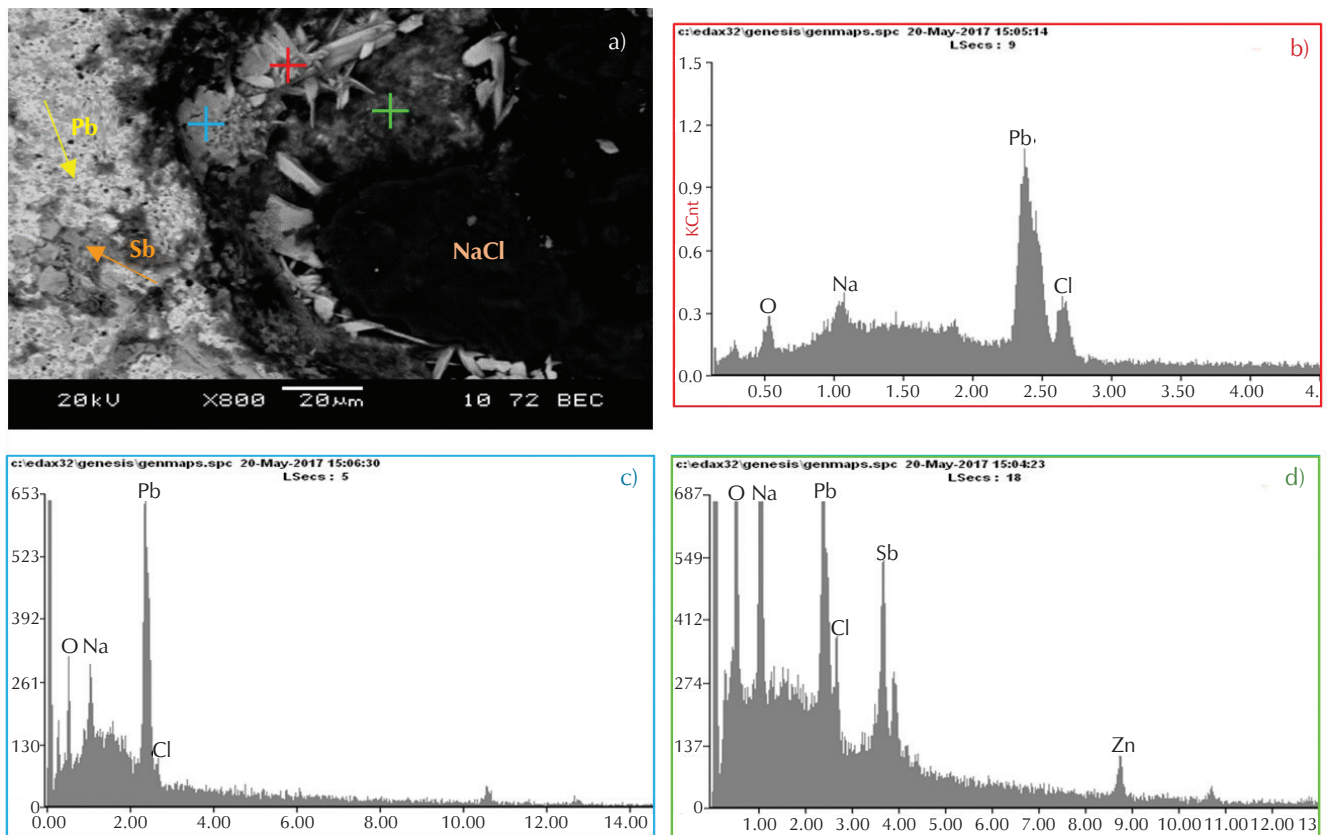 a)
Pb
Sb
NaCl
20kV X800 20μm 10 72 BEC
c:\edax32\genesis\genmaps.spc 20-May-2017 15:05:14
LSecs : 9
b)
KCnt
1.5
1.2
0.9
0.6
0.3
0.0
O
Na
Pb
Cl
0.50 1.00 1.50 2.00 2.50 3.00 3.50 4.00 4.
c:\edax32\genesis\genmaps.spc 20-May-2017 15:06:30
LSecs : 5
c)
653
523
392
261
130
0
O
Na
Pb
Cl
0.00 2.00 4.00 6.00 8.00 10.00 12.00 14.00
c:\edax32\genesis\genmaps.spc 20-May-2017 15:04:23
LSecs : 18
d)
687
549
412
274
137
0
O
Na
Pb
Cl
Sb
Zn
1.00 2.00 3.00 4.00 5.00 6.00 7.00 8.00 9.00 10.00 11.00 12.00 13